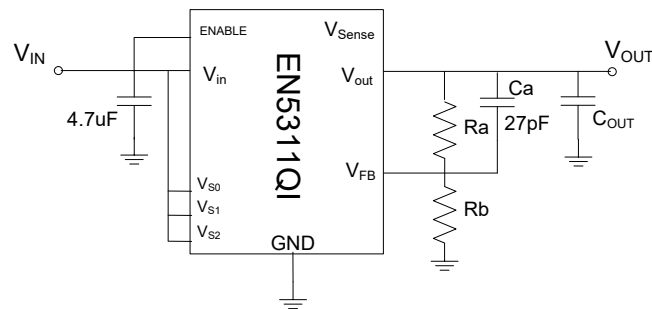 ENABLE
V_Sense
V_IN
V_in
V_out
V_OUT
4.7uF
EN5311QI
Ra
Ca
27pF
C_OUT
V_FB
V_S0
V_S1
V_S2
Rb
GND